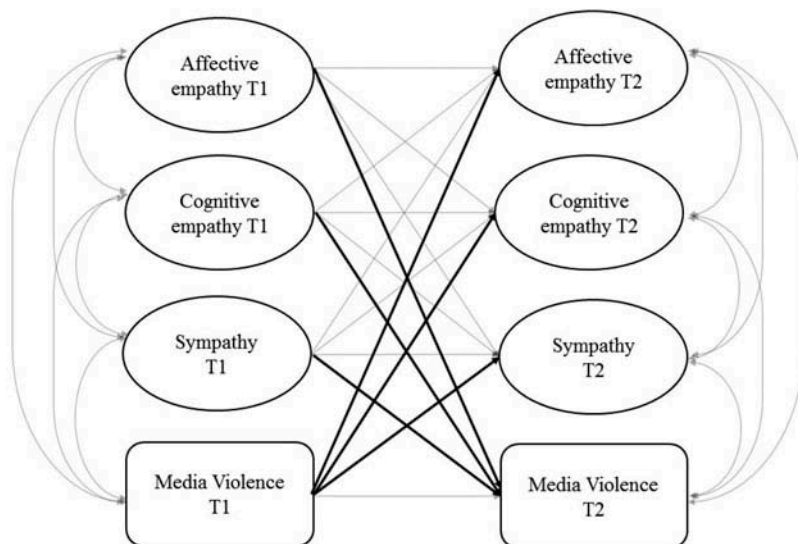 Affective
empathy T1
Affective
empathy T2
Cognitive
empathy T1
Cognitive
empathy T2
Sympathy
T1
Sympathy
T2
Media Violence
T1
Media Violence
T2